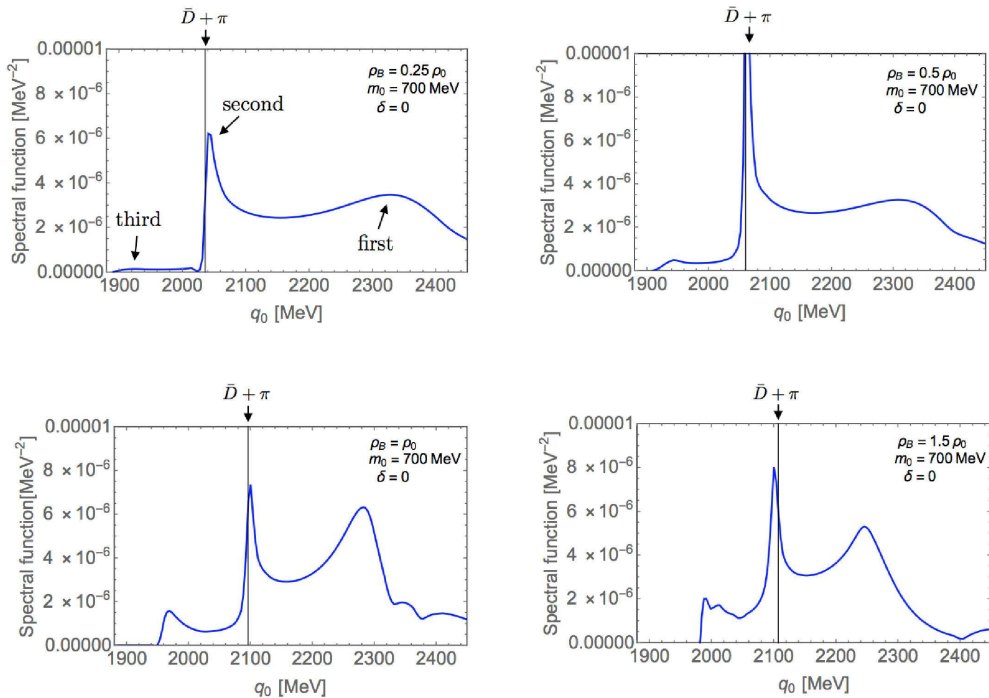 D̄ + π
0.00001
8 × 10⁻⁶
6 × 10⁻⁶
4 × 10⁻⁶
2 × 10⁻⁶
0.00000
Spectral function [MeV⁻²]
ρB = 0.25 ρ0
m0 = 700 MeV
δ = 0
second
third
first
1900 2000 2100 2200 2300 2400
q0 [MeV]
D̄ + π
0.00001
8 × 10⁻⁶
6 × 10⁻⁶
4 × 10⁻⁶
2 × 10⁻⁶
0.00000
Spectral function [MeV⁻²]
ρB = 0.5 ρ0
m0 = 700 MeV
δ = 0
1900 2000 2100 2200 2300 2400
q0 [MeV]
D̄ + π
0.00001
8 × 10⁻⁶
6 × 10⁻⁶
4 × 10⁻⁶
2 × 10⁻⁶
0.00000
Spectral function[MeV⁻²]
ρB = ρ0
m0 = 700 MeV
δ = 0
1900 2000 2100 2200 2300 2400
q0 [MeV]
D̄ + π
0.00001
8 × 10⁻⁶
6 × 10⁻⁶
4 × 10⁻⁶
2 × 10⁻⁶
0.00000
Spectral function [MeV⁻²]
ρB = 1.5 ρ0
m0 = 700 MeV
δ = 0
1900 2000 2100 2200 2300 2400
q0 [MeV]